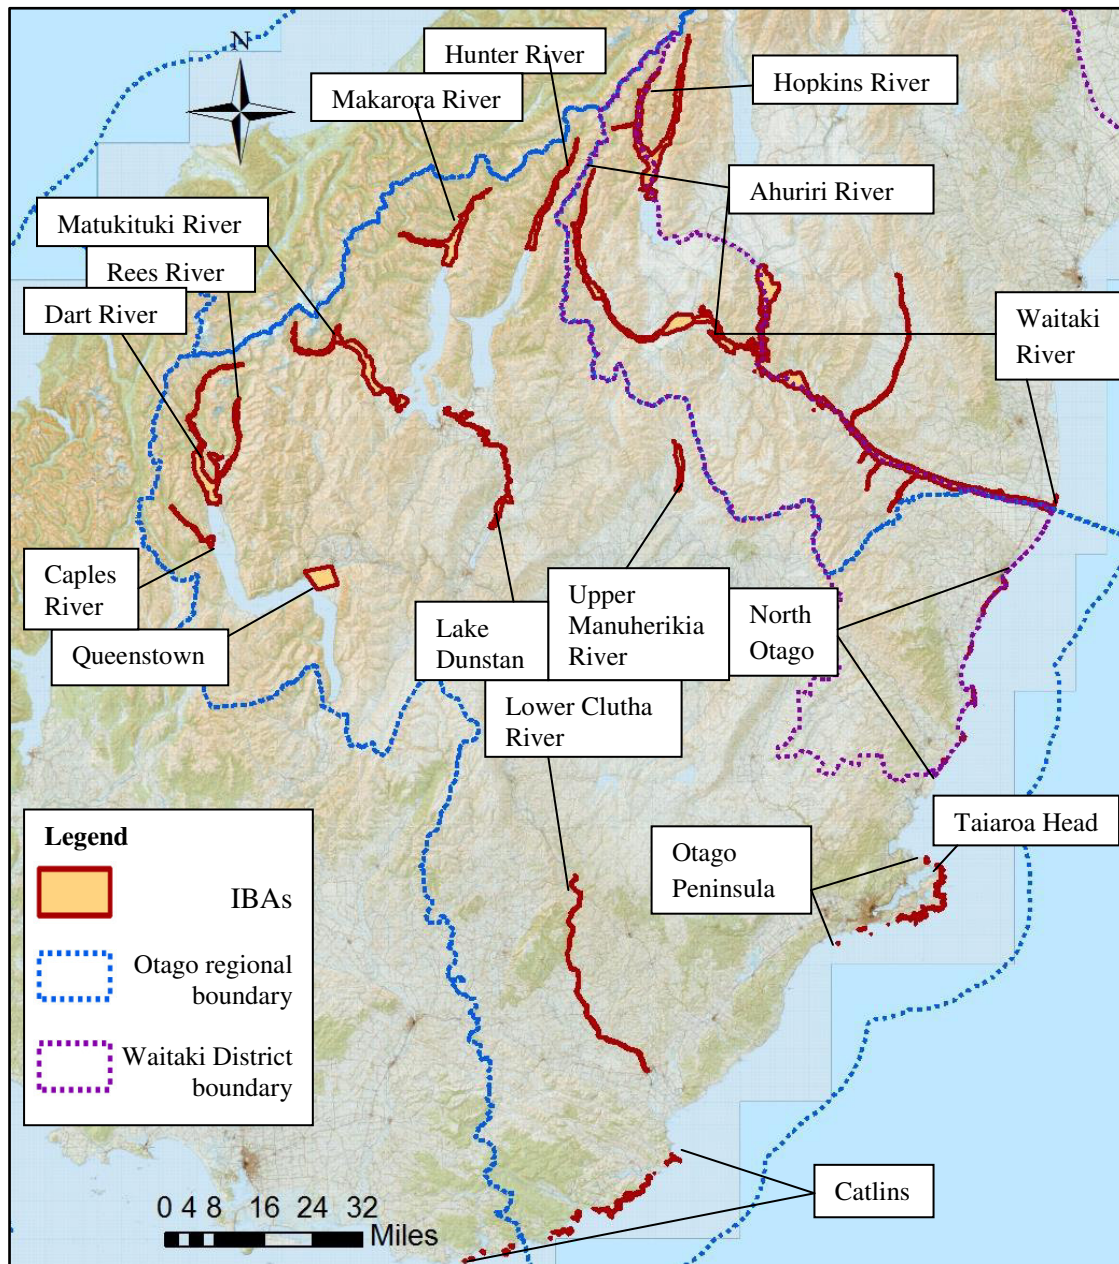 N
Hunter River
Hopkins River
Makarora River
Ahuriri River
Matukituki River
Rees River
Dart River
Waitaki
River
Caples
River
Queenstown
Lake
Dunstan
Upper
Manuherikia
River
North
Otago
Lower Clutha
River
Taiaroa Head
Otago
Peninsula
Legend
IBAs
Otago regional
boundary
Waitaki District
boundary
Catlins
0 4 8 16 24 32
Miles